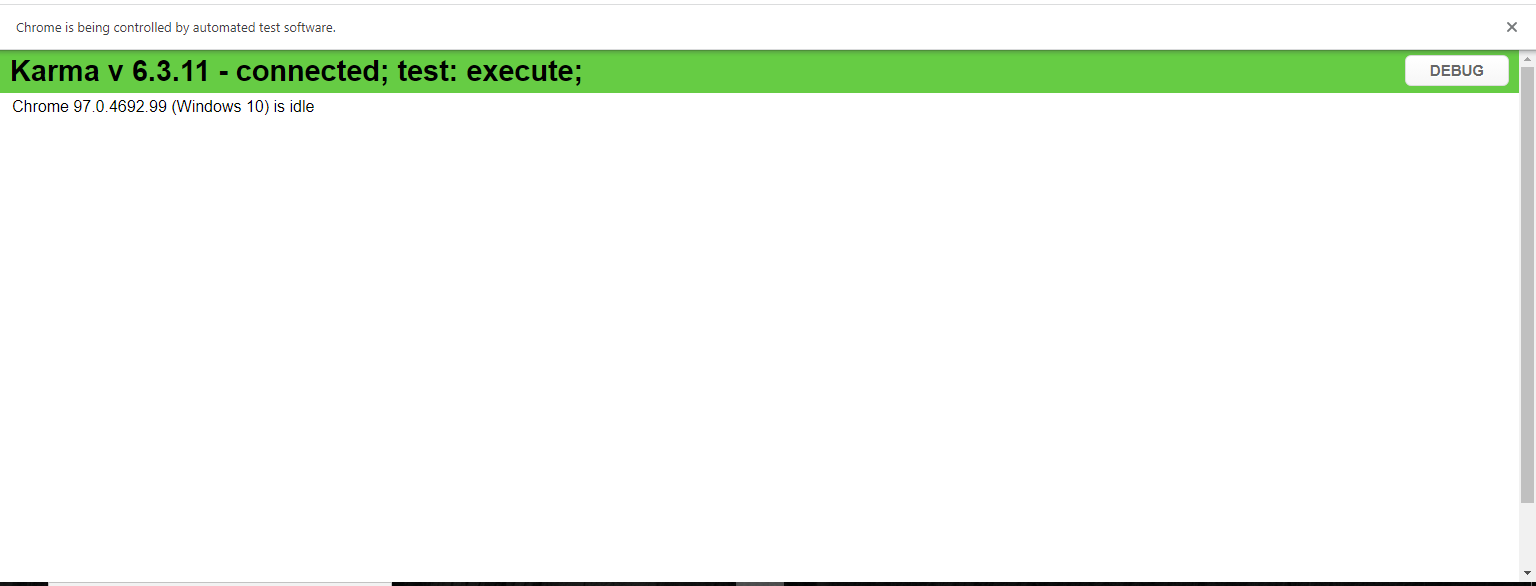 Chrome is being controlled by automated test software.
Karma v 6.3.11 - connected; test: execute;
DEBUG
Chrome 97.0.4692.99 (Windows 10) is idle